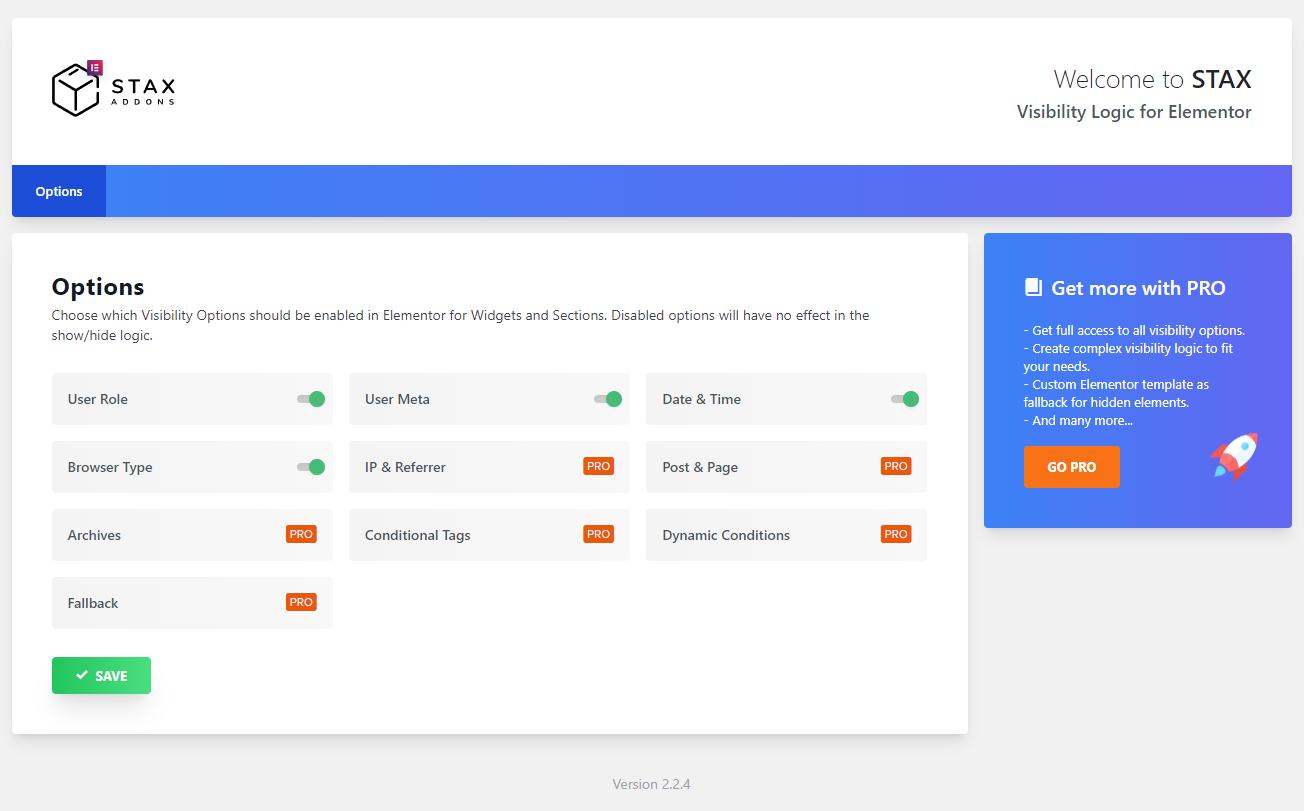 STAX
ADDONS
Welcome to STAX
Visibility Logic for Elementor
Options
Options
Choose which Visibility Options should be enabled in Elementor for Widgets and Sections. Disabled options will have no effect in the
show/hide logic.
User Role
User Meta
Date & Time
Browser Type
IP & Referrer PRO
Post & Page PRO
Archives PRO
Conditional Tags PRO
Dynamic Conditions PRO
Fallback PRO
SAVE
Get more with PRO
- Get full access to all visibility options.
- Create complex visibility logic to fit
your needs.
- Custom Elementor template as
fallback for hidden elements.
- And many more...
GO PRO
Version 2.2.4